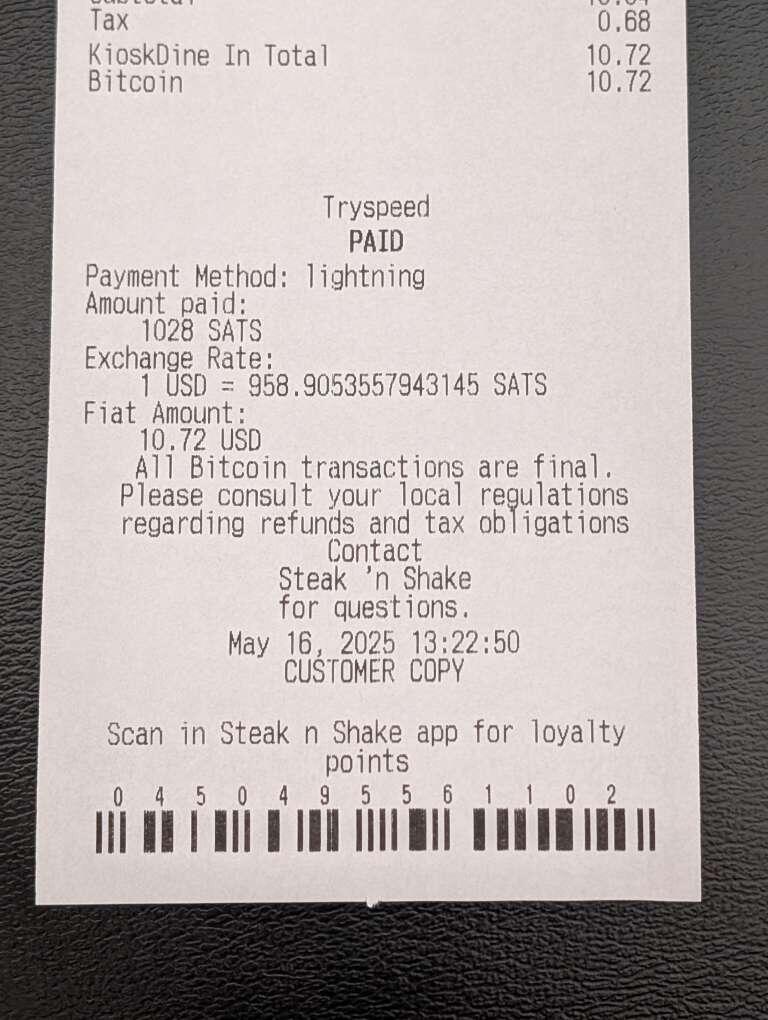 Tax 0.68
KioskDine In Total 10.72
Bitcoin 10.72
Tryspeed
PAID
Payment Method: lightning
Amount paid:
1028 SATS
Exchange Rate:
1 USD = 958.9053557943145 SATS
Fiat Amount:
10.72 USD
All Bitcoin transactions are final.
Please consult your local regulations
regarding refunds and tax obligations
Contact
Steak 'n Shake
for questions.
May 16, 2025 13:22:50
CUSTOMER COPY
Scan in Steak n Shake app for loyalty
points
0 4 5 0 4 9 5 5 6 1 1 0 2